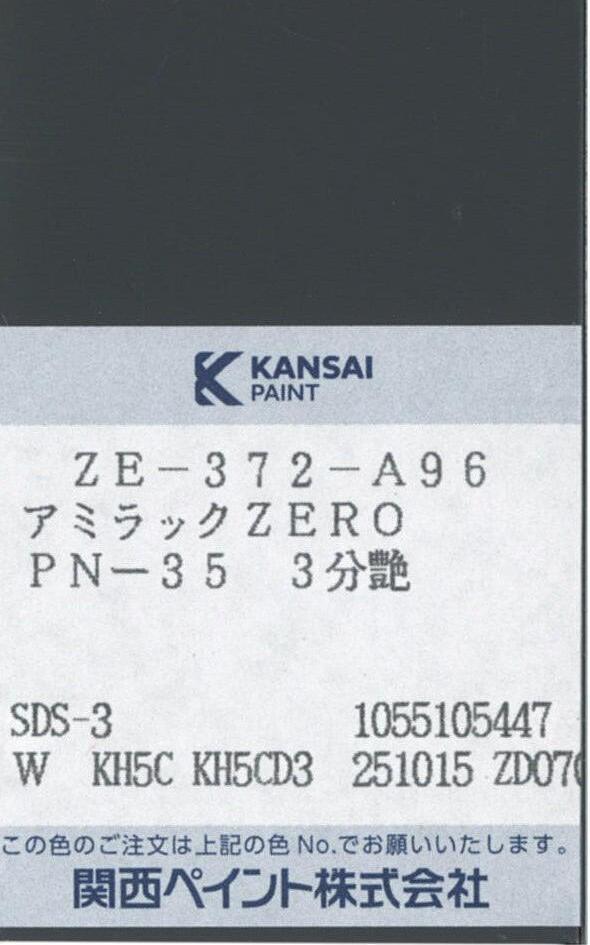 KANSAI
PAINT
ZE-372-A96
アミラックZERO
PN-35 3分艶
SDS-3 1055105447
W KH5C KH5CD3 251015
この色のご注文は上記の色No.でお願いいたします。
関西ペイント株式会社